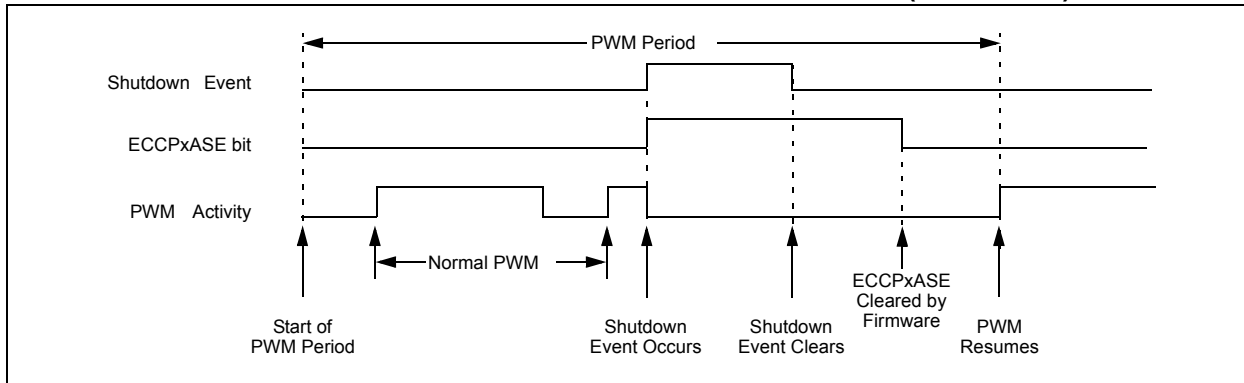 PWM Period
Shutdown Event
ECCPxASE bit
PWM Activity
Normal PWM
Start of
PWM Period
Shutdown
Event Occurs
Shutdown
Event Clears
ECCPxASE
Cleared by
Firmware
PWM
Resumes